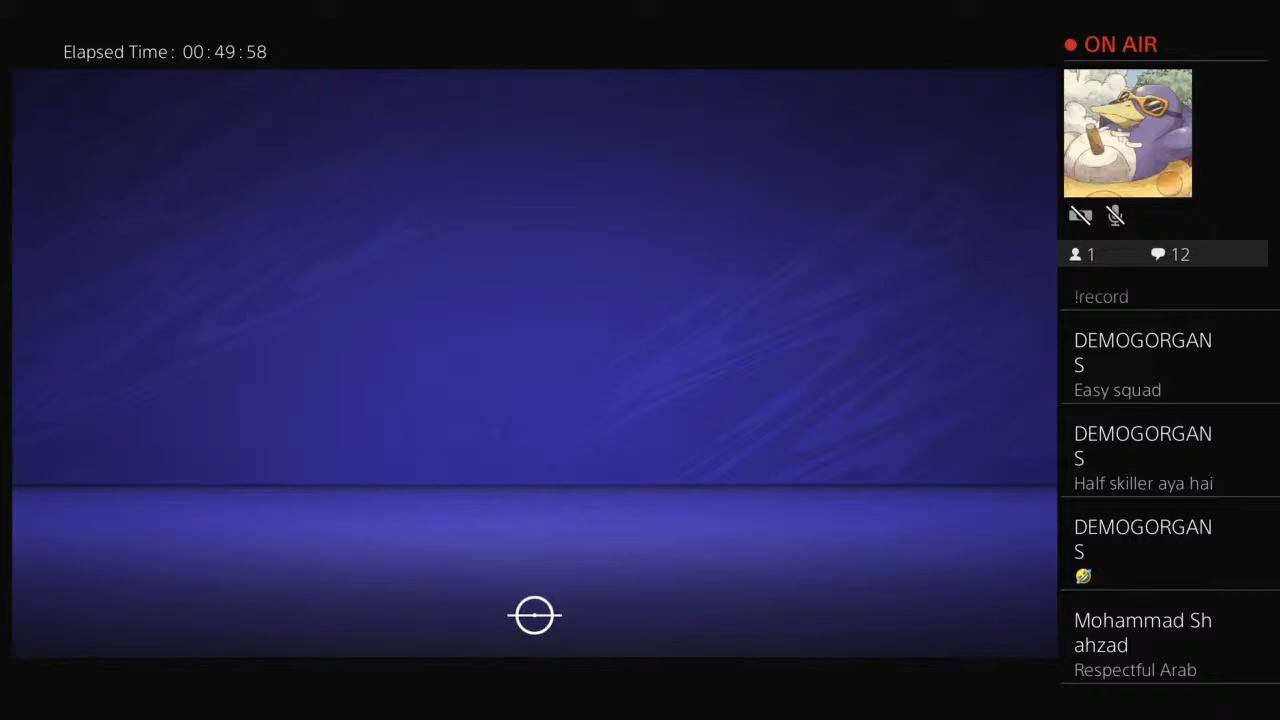 Elapsed Time: 00:49:58
ON AIR
1 12
!record
DEMOGORGAN
S
Easy squad
DEMOGORGAN
S
Half skiller aya hai
DEMOGORGAN
S
🤣
Mohammad Sh
ahzad
Respectful Arab